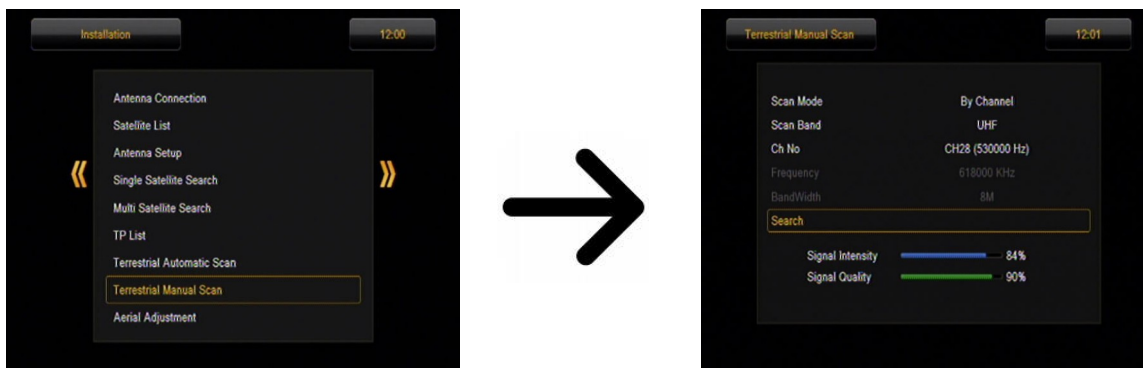 Installation 12:00
Antenna Connection
Satellite List
Antenna Setup
Single Satellite Search
Multi Satellite Search
TP List
Terrestrial Automatic Scan
Terrestrial Manual Scan
Aerial Adjustment
Terrestrial Manual Scan 12:01
Scan Mode By Channel
Scan Band UHF
Ch No CH28 (530000 Hz)
Frequency 618000 KHz
BandWidth 8M
Search
Signal Intensity 84%
Signal Quality 90%